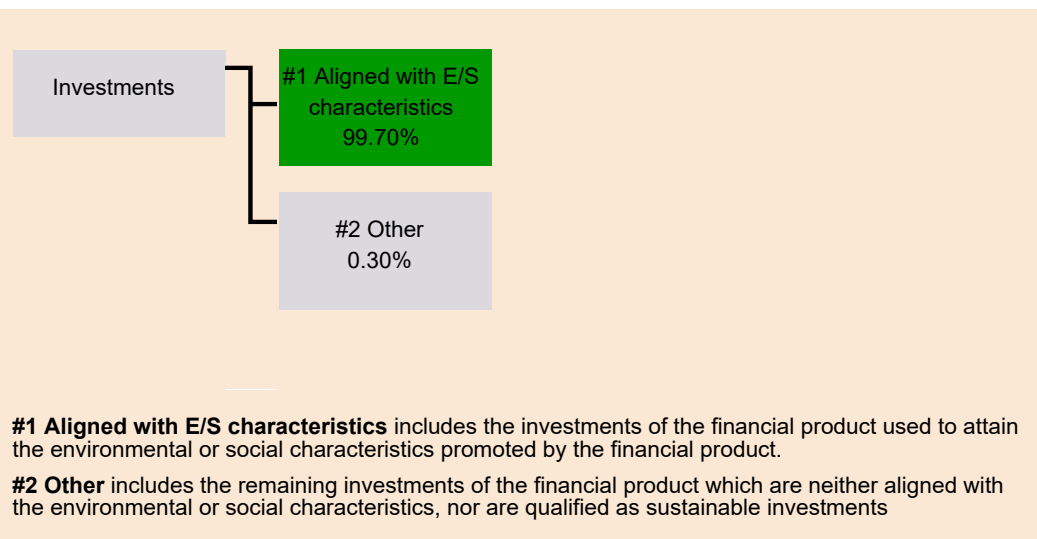 Investments
#1 Aligned with E/S
characteristics
99.70%
#2 Other
0.30%
#1 Aligned with E/S characteristics includes the investments of the financial product used to attain
the environmental or social characteristics promoted by the financial product.
#2 Other includes the remaining investments of the financial product which are neither aligned with
the environmental or social characteristics, nor are qualified as sustainable investments